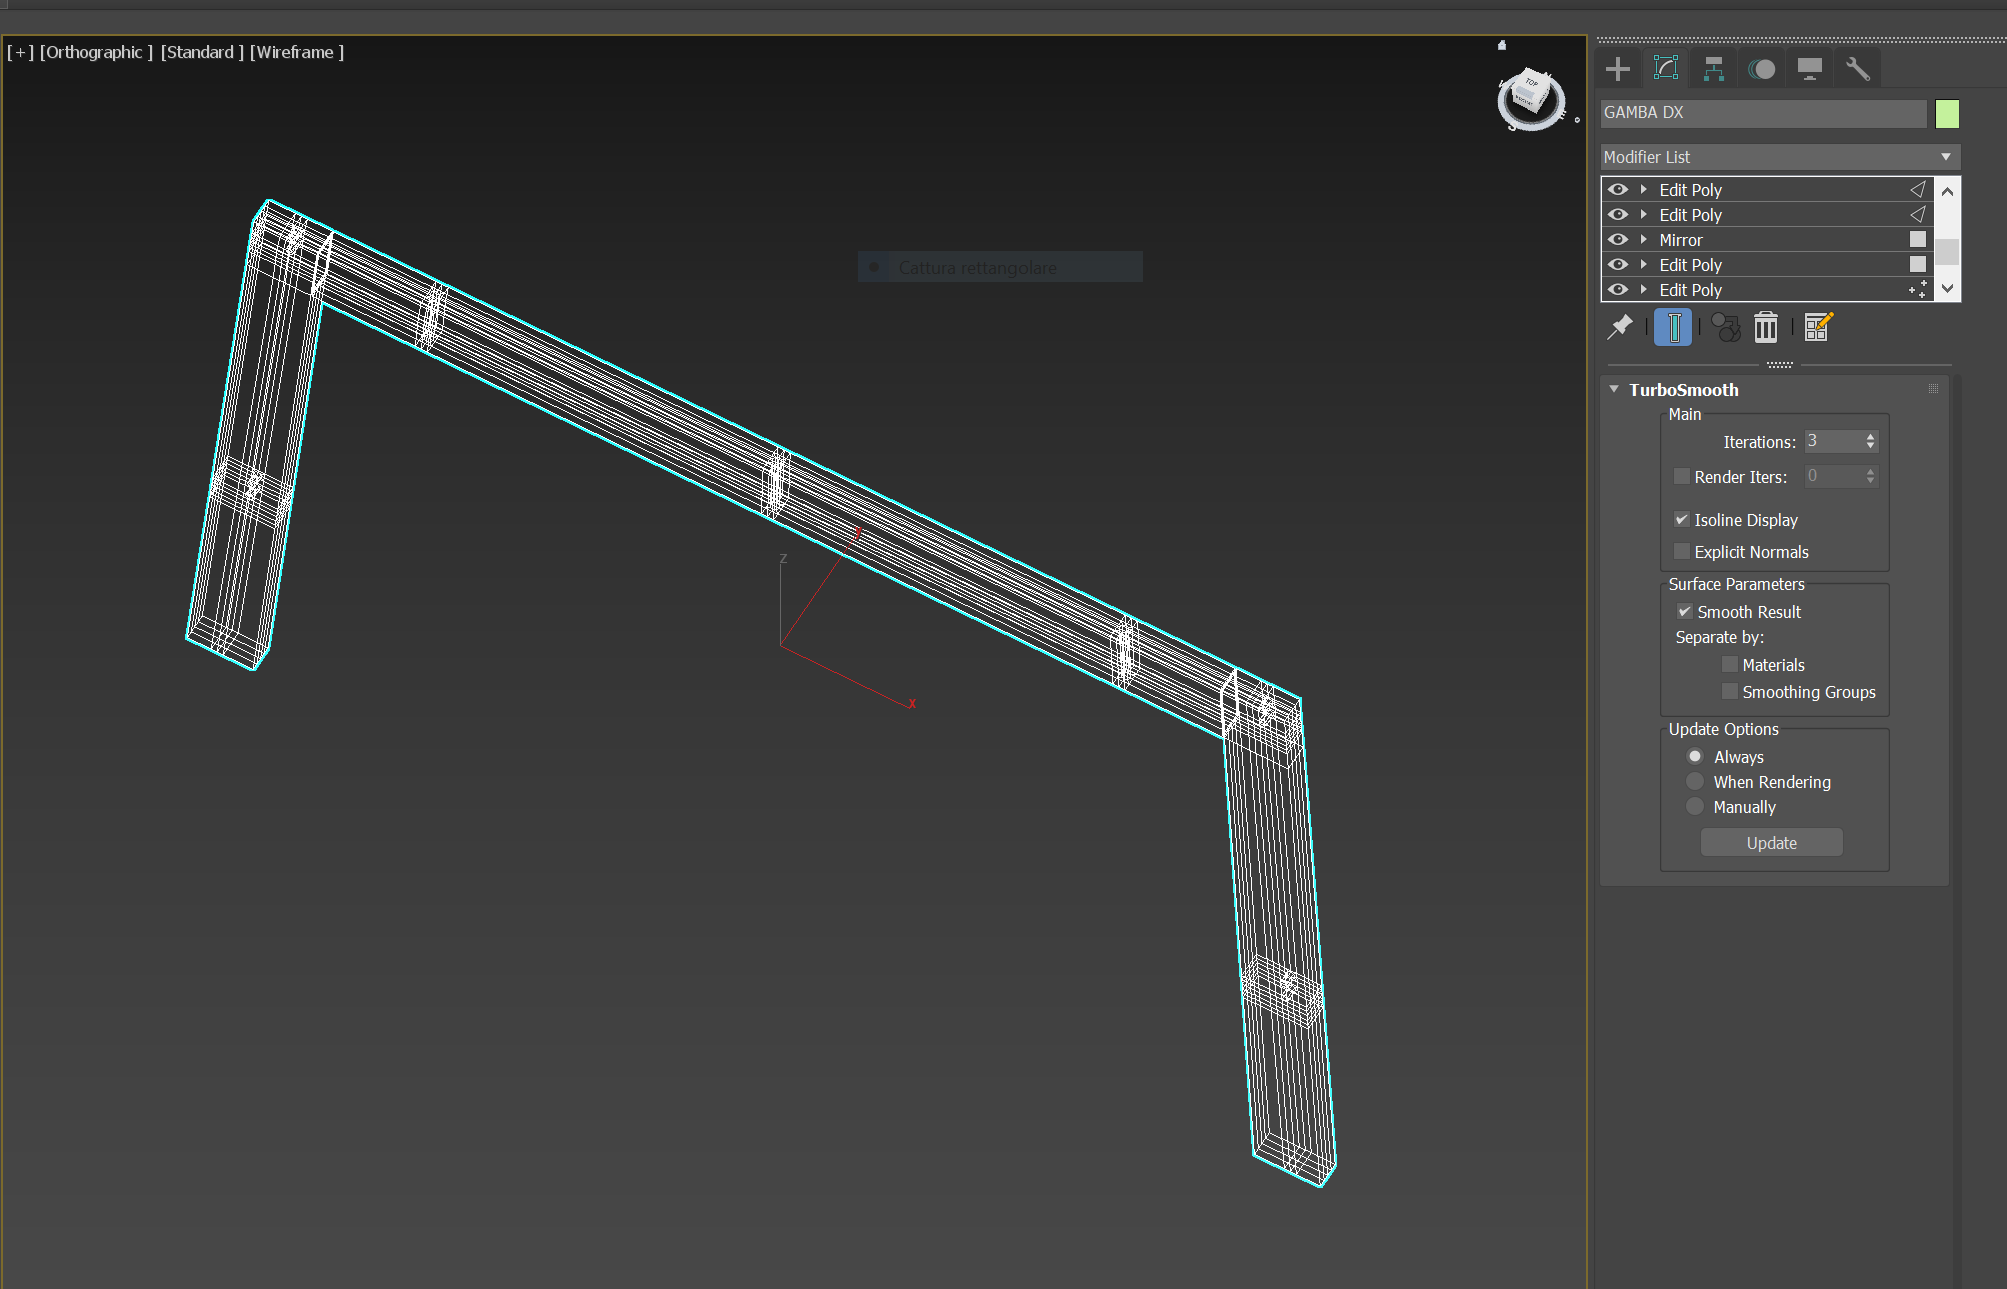 [ + ] [Orthographic ] [Standard ] [Wireframe ]
TOP
Cattura rettangolare
Z
X
GAMBA DX
Modifier List
Edit Poly
Edit Poly
Mirror
Edit Poly
Edit Poly
TurboSmooth
Main
Iterations: 3
Render Iters: 0
Isoline Display
Explicit Normals
Surface Parameters
Smooth Result
Separate by:
Materials
Smoothing Groups
Update Options
Always
When Rendering
Manually
Update